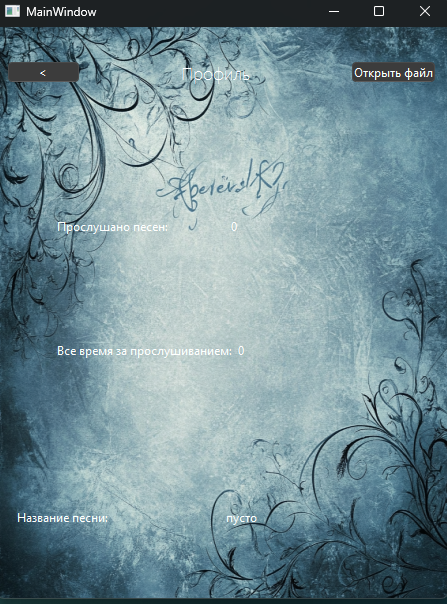 MainWindow
<
Профиль
Открыть файл
Прослушано песен: 0
Все время за прослушиванием: 0
Название песни: пусто